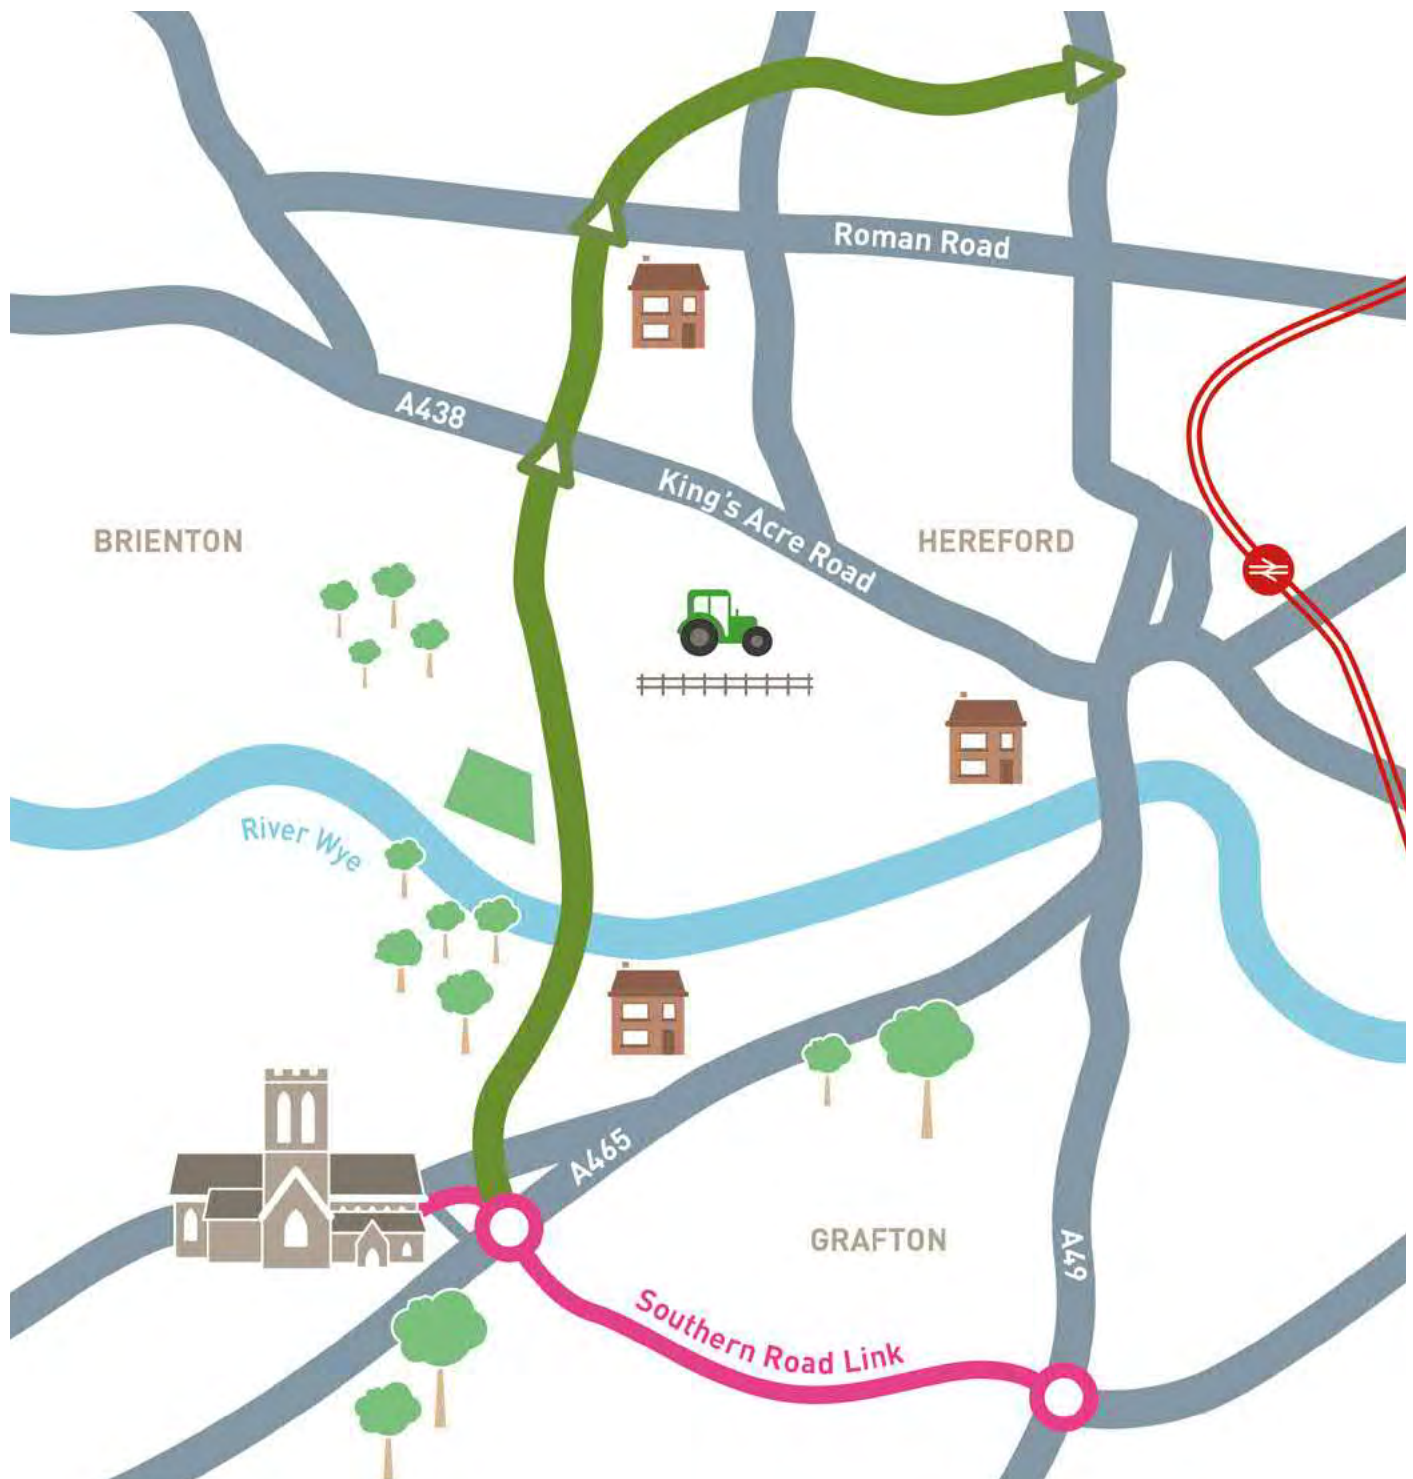 Roman Road
A438
King's Acre Road
BRIENTON
HEREFORD
River Wye
A465
GRAFTON
A49
Southern Road Link